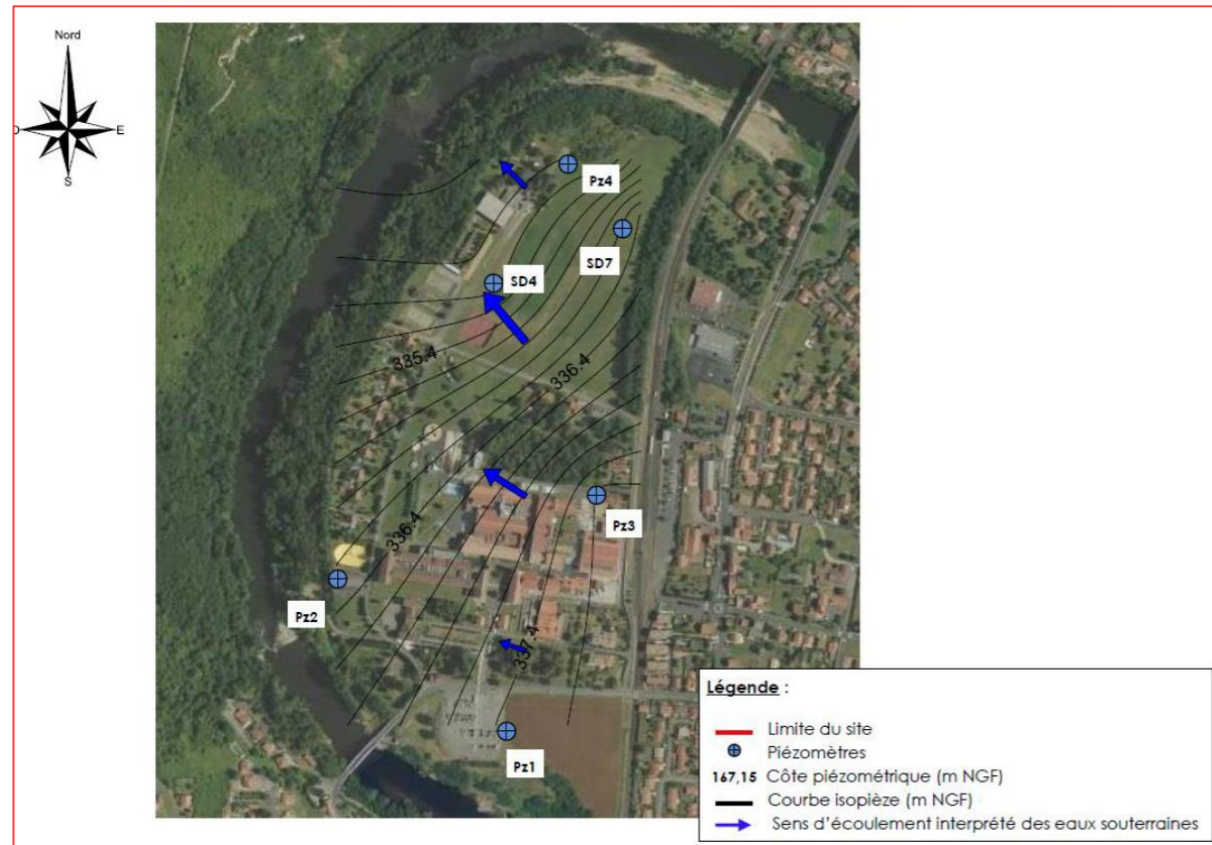 Nord
E
S
Pz4
SD7
SD4
335.4
336.4
Pz3
336.4
Pz2
337.4
Pz1
Légende :
Limite du site
Piézomètres
167,15 Côte piézométrique (m NGF)
Courbe isopièze (m NGF)
Sens d'écoulement interprété des eaux souterraines